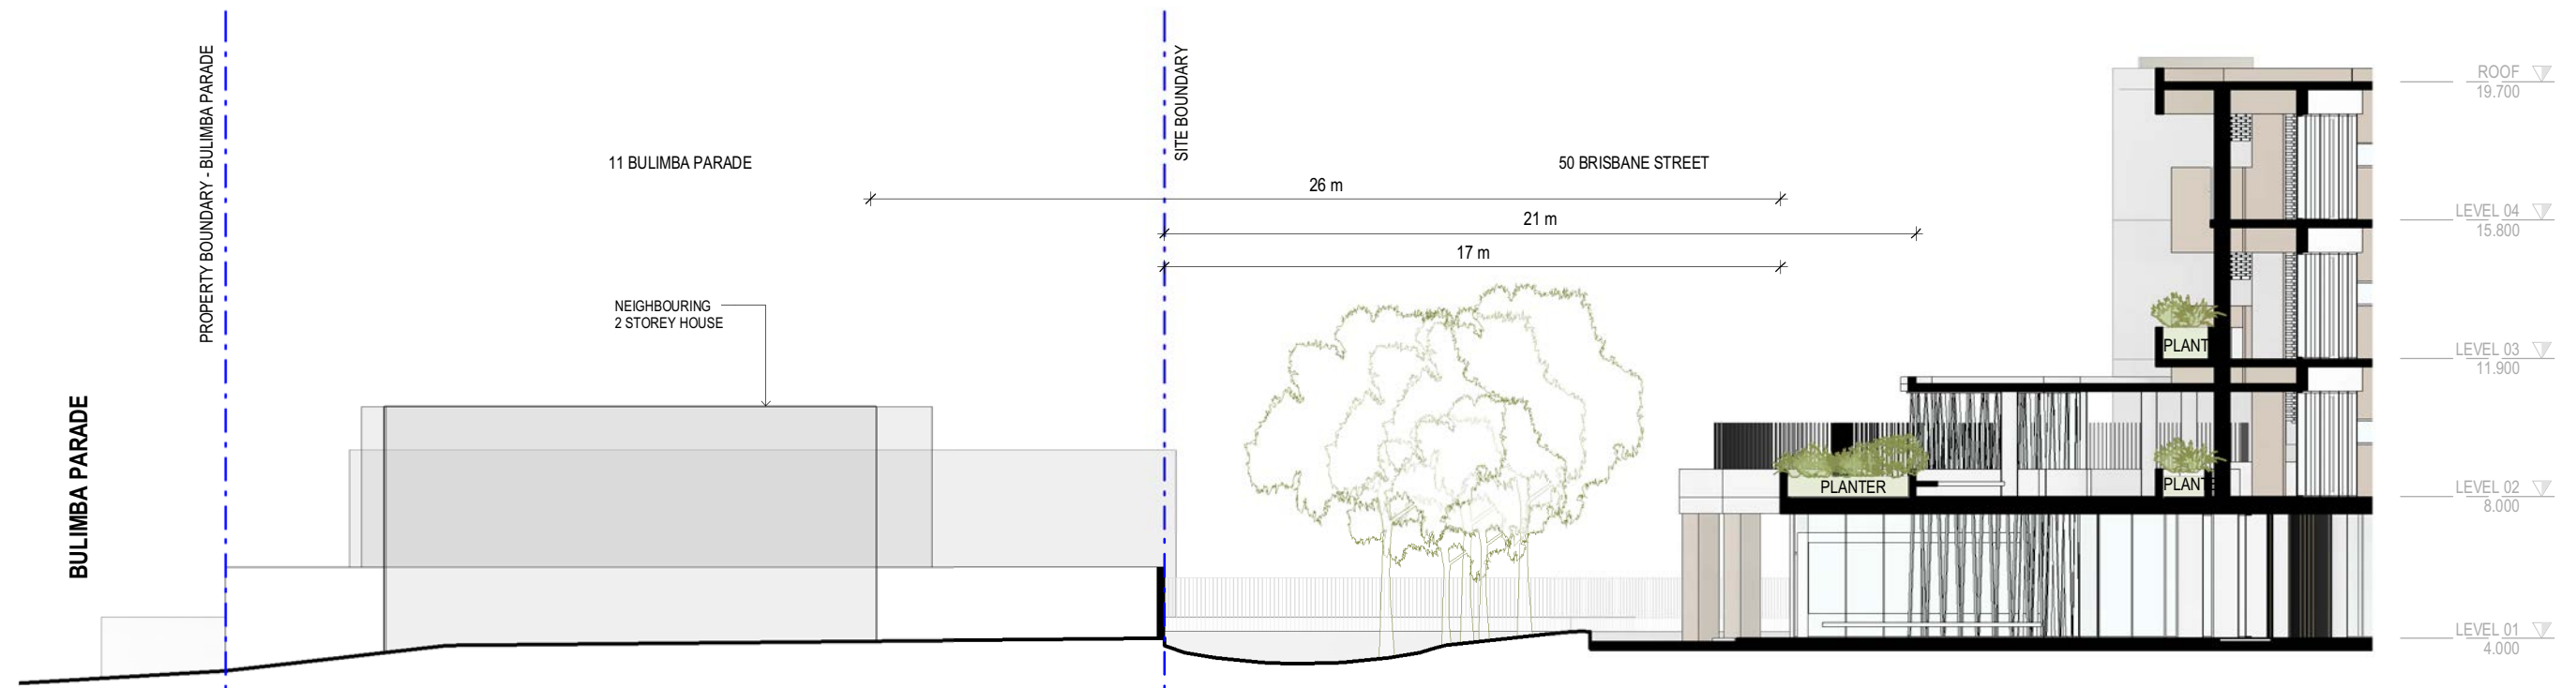 PROPERTY BOUNDARY - BULIMBA PARADE
SITE BOUNDARY
11 BULIMBA PARADE
50 BRISBANE STREET
26 m
21 m
17 m
NEIGHBOURING
2 STOREY HOUSE
BULIMBA PARADE
PLANT
PLANTER
PLANT
ROOF
19.700
LEVEL 04
15.800
LEVEL 03
11.900
LEVEL 02
8.000
LEVEL 01
4.000